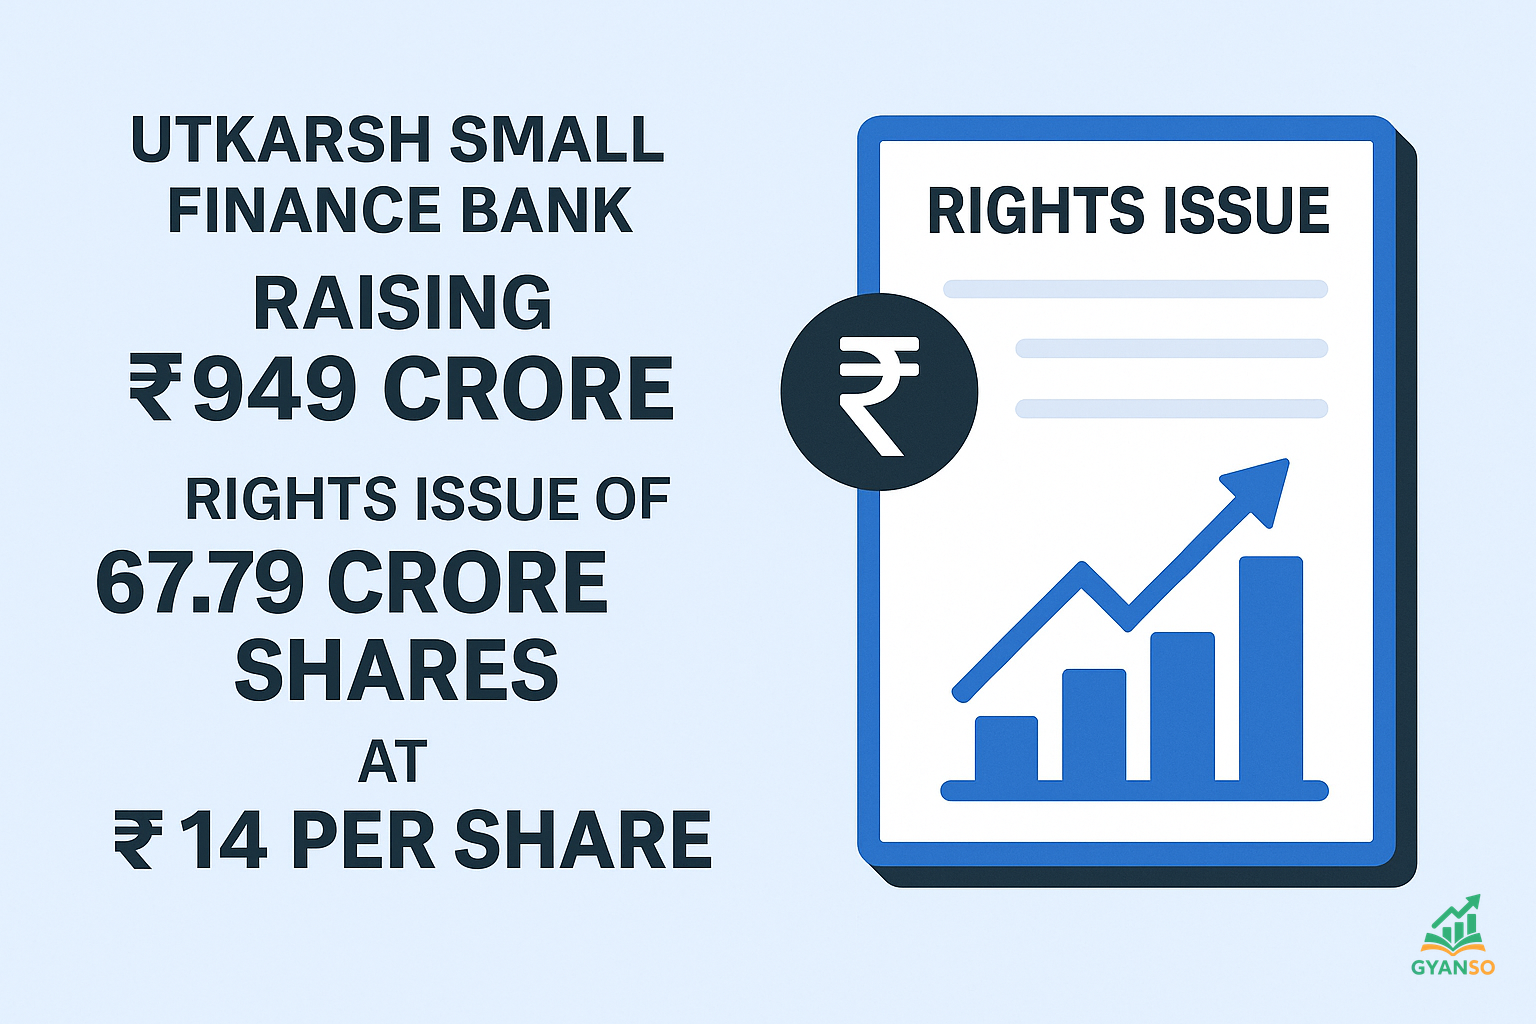 UTKARSH SMALL
FINANCE BANK
RAISING
₹949 CRORE
RIGHTS ISSUE OF
67.79 CRORE
SHARES
AT
₹14 PER SHARE
RIGHTS ISSUE
₹
GYANSO